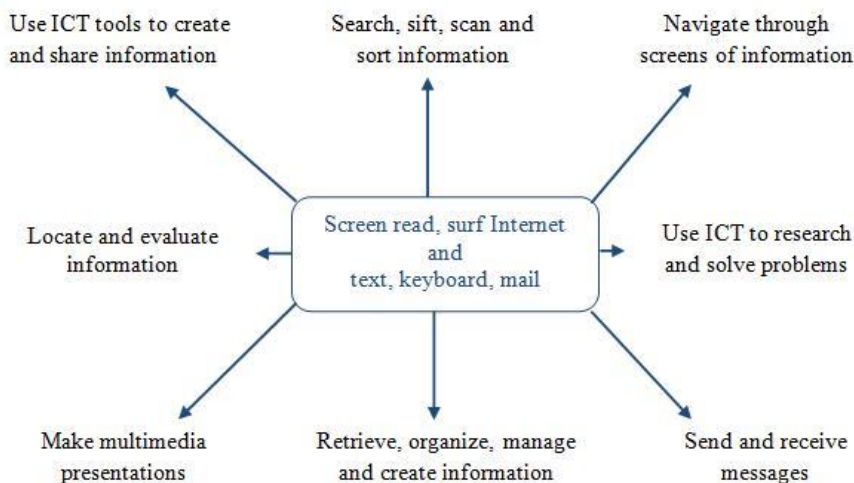 Use ICT tools to create
and share information
Search, sift, scan and
sort information
Navigate through
screens of information
Locate and evaluate
information
Screen read, surf Internet
and
text, keyboard, mail
Use ICT to research
and solve problems
Make multimedia
presentations
Retrieve, organize, manage
and create information
Send and receive
messages